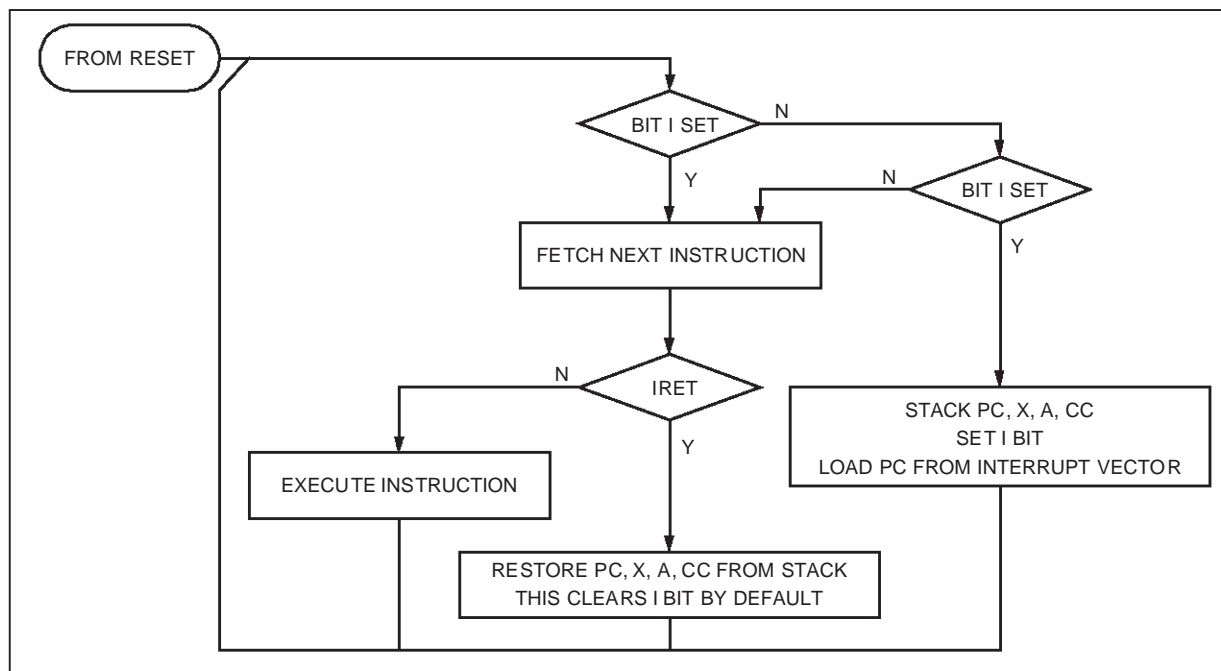 FROM RESET
BIT I SET
N
Y
BIT I SET
N
Y
FETCH NEXT INSTRUCTION
IRET
N
Y
EXECUTE INSTRUCTION
STACK PC, X, A, CC
SET I BIT
LOAD PC FROM INTERRUPT VECTOR
RESTORE PC, X, A, CC FROM STACK
THIS CLEARS I BIT BY DEFAULT